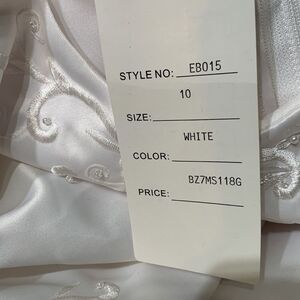 STYLE NO: EB015
10
SIZE:
WHITE
COLOR:
BZ7MS118G
PRICE: